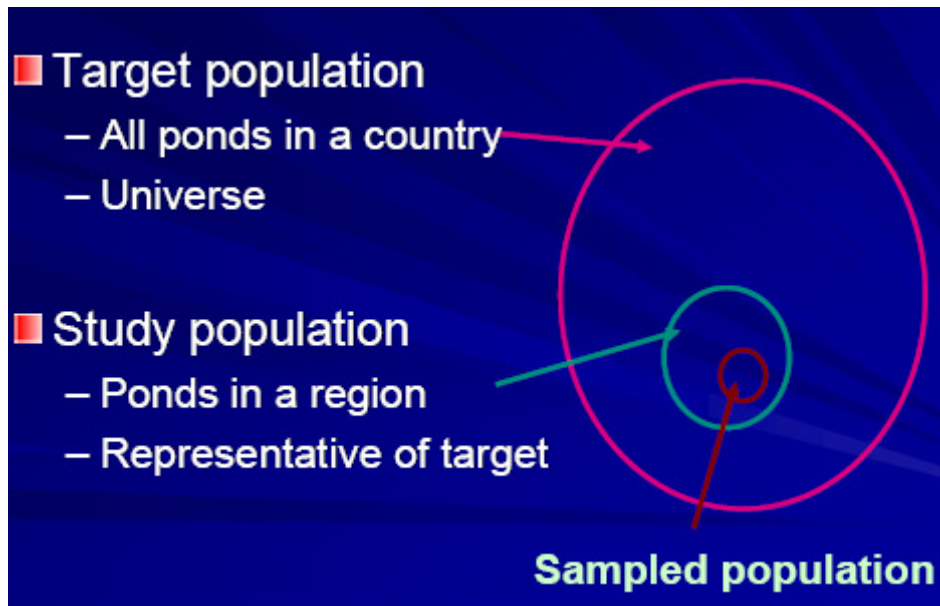 Target population
– All ponds in a country
– Universe
Study population
– Ponds in a region
– Representative of target
Sampled population